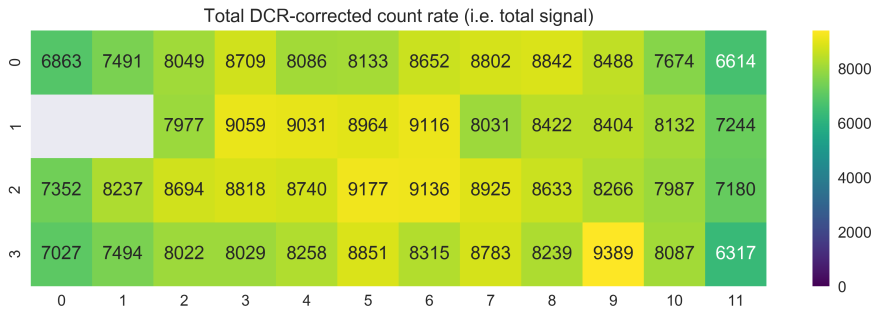 Total DCR-corrected count rate (i.e. total signal)
0 6863 7491 8049 8709 8086 8133 8652 8802 8842 8488 7674 6614
1 7977 9059 9031 8964 9116 8031 8422 8404 8132 7244
2 7352 8237 8694 8818 8740 9177 9136 8925 8633 8266 7987 7180
3 7027 7494 8022 8029 8258 8851 8315 8783 8239 9389 8087 6317
0 1 2 3 4 5 6 7 8 9 10 11
8000
6000
4000
2000
0